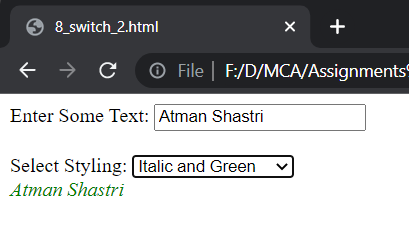 8_switch_2.html
File F:/D/MCA/Assignments
Enter Some Text: Atman Shastri
Select Styling: Italic and Green
Atman Shastri